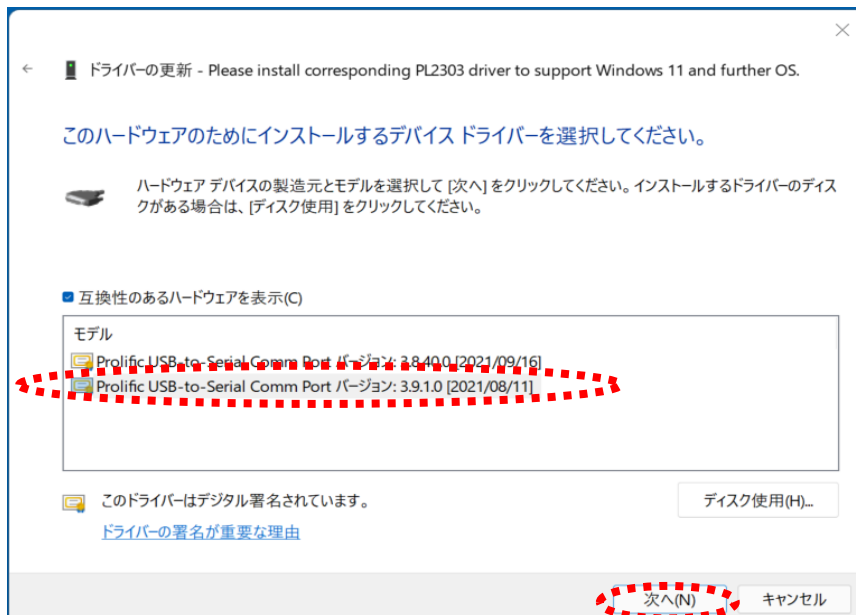 ドライバーの更新 - Please install corresponding PL2303 driver to support Windows 11 and further OS.
このハードウェアのためにインストールするデバイス ドライバーを選択してください。
ハードウェア デバイスの製造元とモデルを選択して [次へ] をクリックしてください。インストールするドライバーのディス
クがある場合は、[ディスク使用] をクリックしてください。
互換性のあるハードウェアを表示(C)
モデル
Prolific USB-to-Serial Comm Port バージョン: 3.8.40.0 [2021/09/16]
Prolific USB-to-Serial Comm Port バージョン: 3.9.1.0 [2021/08/11]
このドライバーはデジタル署名されています。
ディスク使用(H)...
ドライバーの署名が重要な理由
次へ(N)
キャンセル